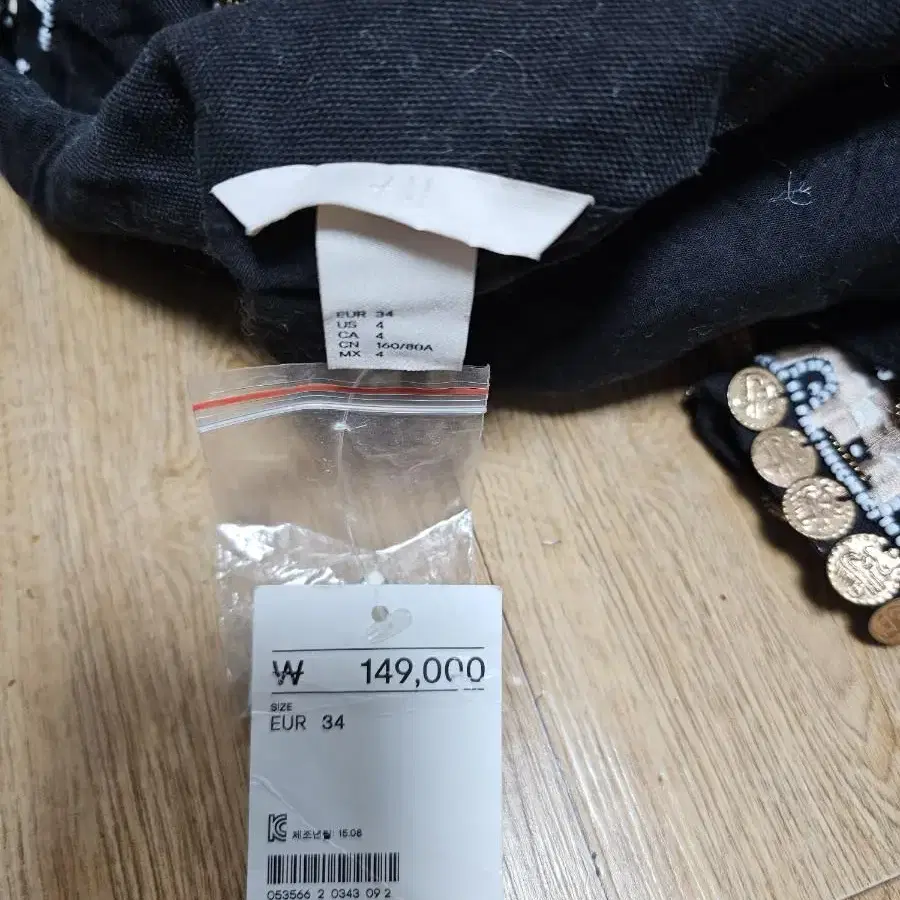 EUR 34
US 4
CA 4
CN 160/80A
MX 4
₩ 149,000
SIZE
EUR 34
제조년월: 15.08
053566 2 0343 09 2